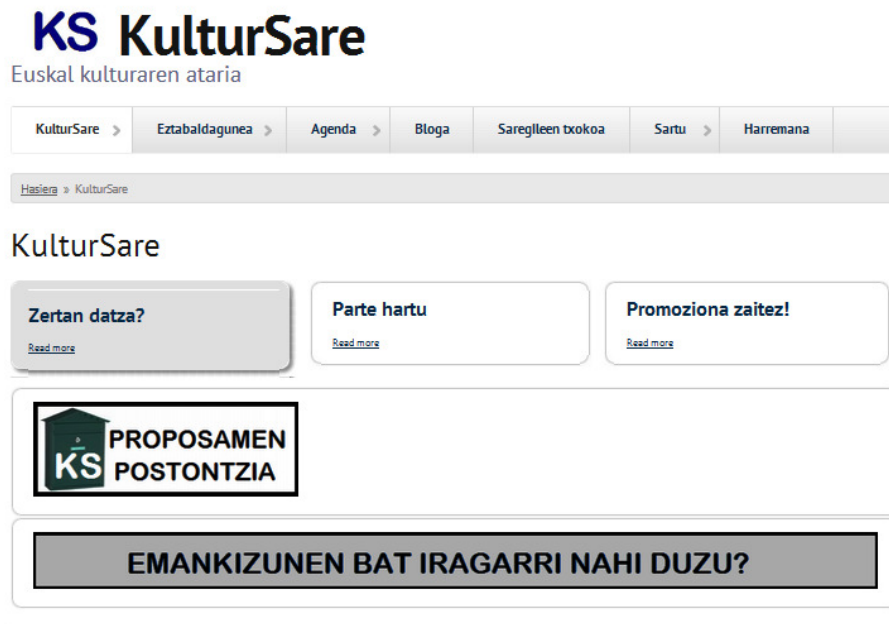 KS KulturSare
Euskal kulturaren ataria
KulturSare Eztabaidagunea Agenda Bloga Saregileen txokoa Sartu Harremana
Hasiera » KulturSare
KulturSare
Zertan datza?
Read more
Parte hartu
Read more
Promoziona zaitez!
Read more
KS
PROPOSAMEN
POSTONTZIA
EMANKIZUNEN BAT IRAGARRI NAHI DUZU?